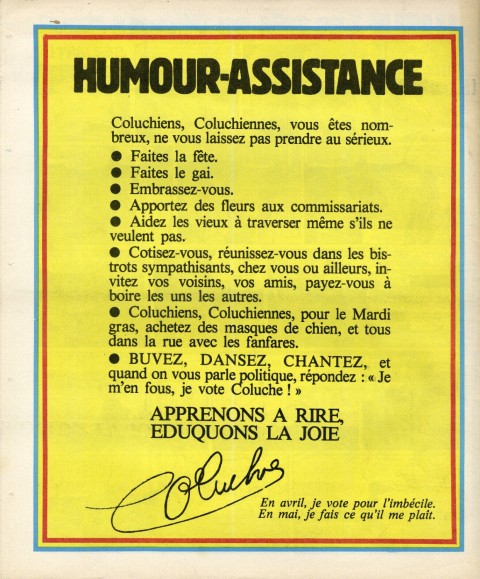 HUMOUR-ASSISTANCE
Coluchiens, Coluchiennes, vous êtes nom-
breux, ne vous laissez pas prendre au sérieux.
● Faites la fête.
● Faites le gai.
● Embrassez-vous.
● Apportez des fleurs aux commissariats.
● Aidez les vieux à traverser même s'ils ne
veulent pas.
● Cotisez-vous, réunissez-vous dans les bis-
trots sympathisants, chez vous ou ailleurs, in-
vitez vos voisins, vos amis, payez-vous à
boire les uns les autres.
● Coluchiens, Coluchiennes, pour le Mardi
gras, achetez des masques de chien, et tous
dans la rue avec les fanfares.
● BUVEZ, DANSEZ, CHANTEZ, et
quand on vous parle politique, répondez : « Je
m'en fous, je vote Coluche ! »
APPRENONS A RIRE,
EDUQUONS LA JOIE
Coluche
En avril, je vote pour l'imbécile.
En mai, je fais ce qu'il me plaît.